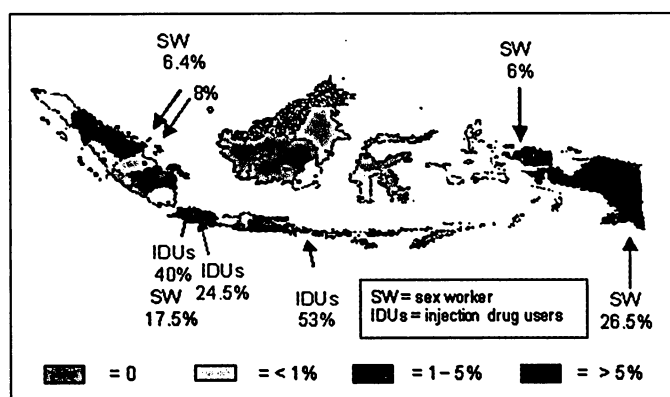 SW
6.4%
8%
SW
6%
IDUs
40%
SW
17.5%
IDUs
24.5%
IDUs
53%
SW = sex worker
IDUs = injection drug users
SW
26.5%
= 0
= <1%
= 1–5%
= >5%